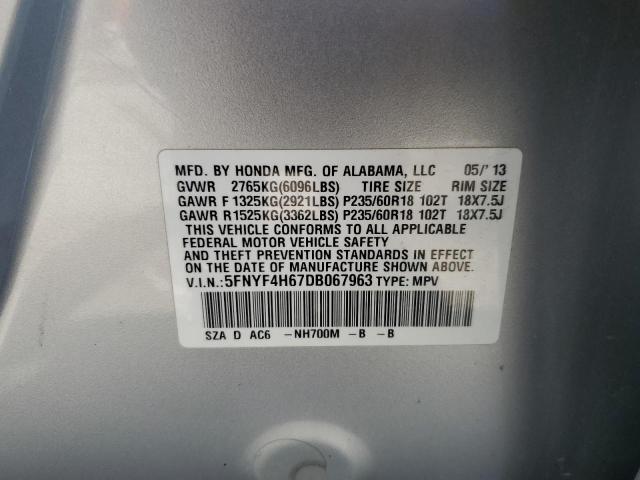 MFD. BY HONDA MFG. OF ALABAMA, LLC 05/'13
GVWR 2765KG(6096LBS) TIRE SIZE RIM SIZE
GAWR F 1325KG(2921LBS) P235/60R18 102T 18X7.5J
GAWR R 1525KG(3362LBS) P235/60R18 102T 18X7.5J
THIS VEHICLE CONFORMS TO ALL APPLICABLE
FEDERAL MOTOR VEHICLE SAFETY
AND THEFT PREVENTION STANDARDS IN EFFECT
ON THE DATE OF MANUFACTURE SHOWN ABOVE.
V.I.N.:5FNYF4H67DB067963 TYPE: MPV
SZA D AC6 -NH700M -B -B